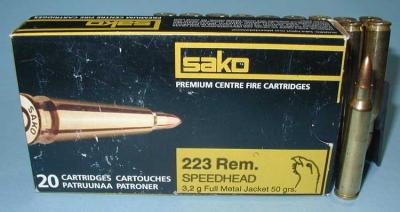 sako
PREMIUM CENTRE FIRE CARTRIDGES
SAKO
20 CARTRIDGES CARTOUCHES
PATRUUNAA PATRONER
223 Rem.
SPEEDHEAD
3,2 g Full Metal Jacket 50 grs.